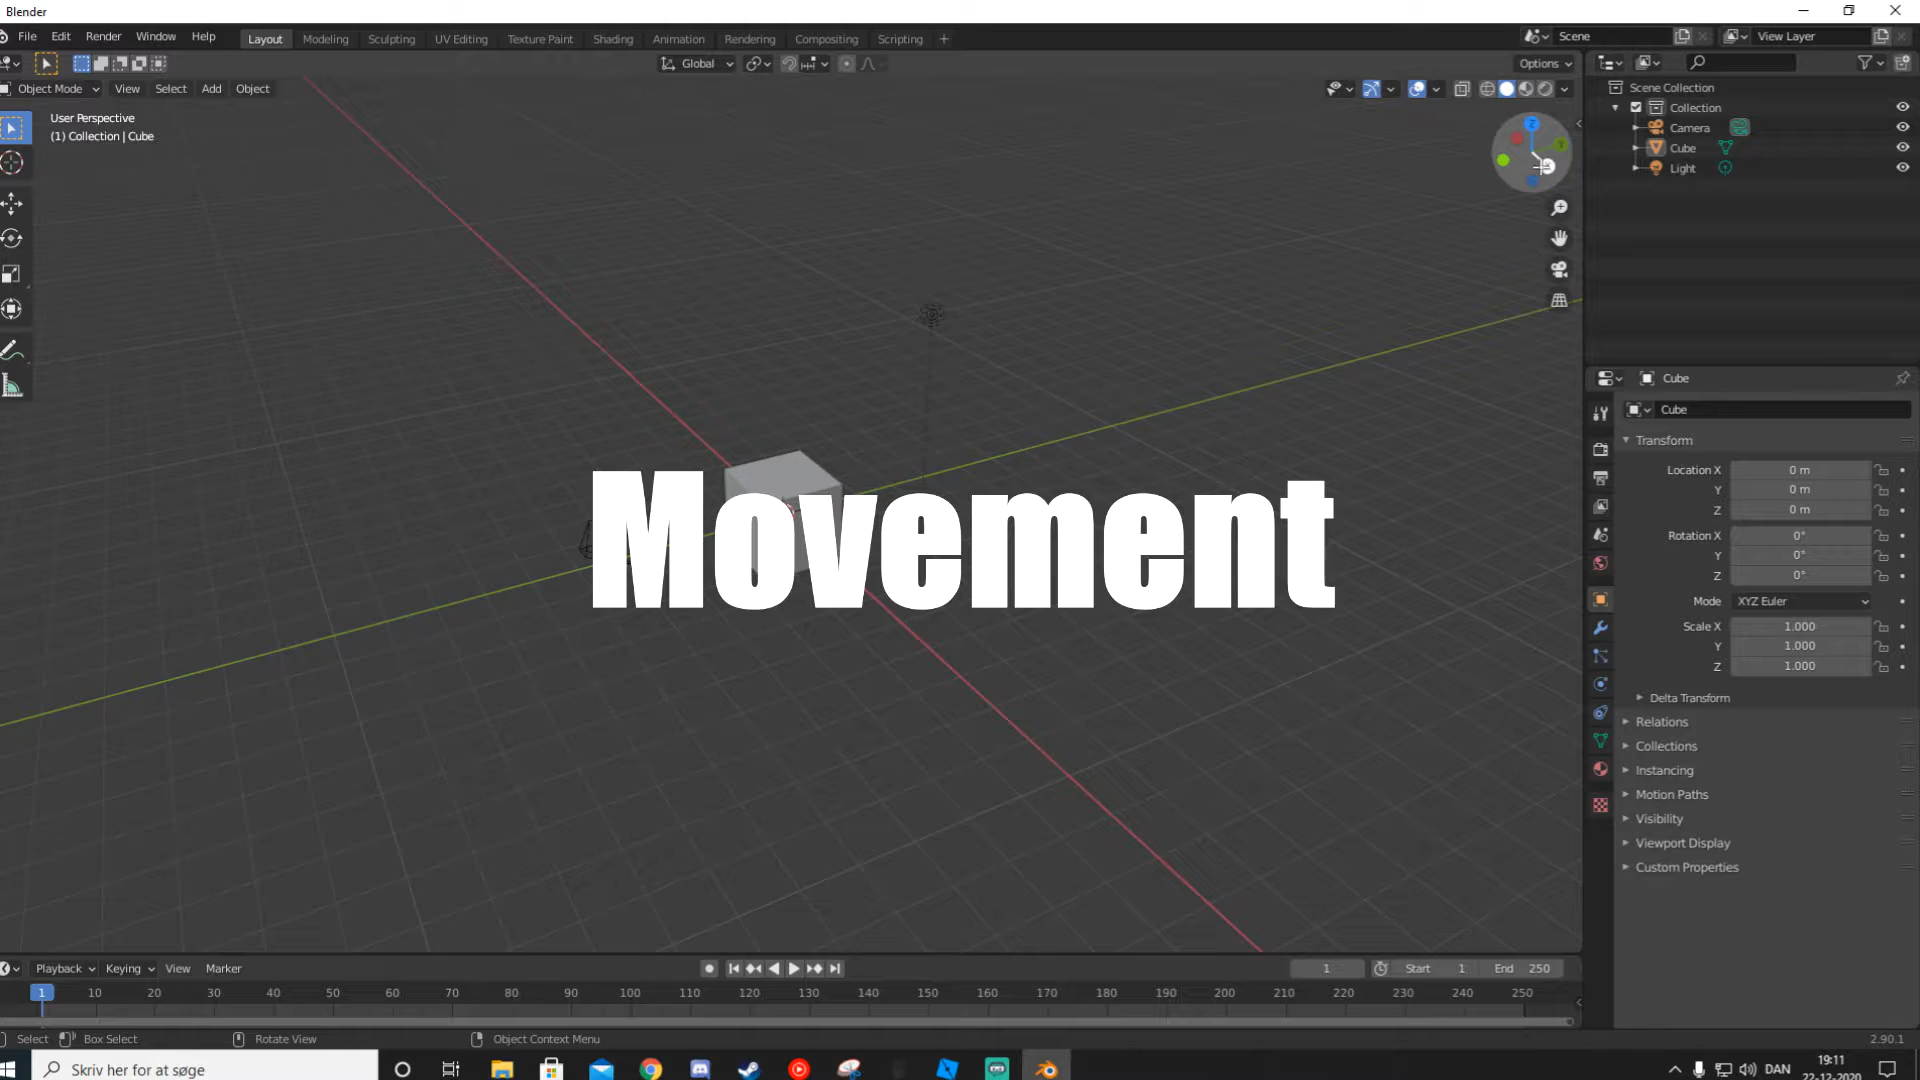 Blender
File Edit Render Window Help Layout Modeling Sculpting UV Editing Texture Paint Shading Animation Rendering Compositing Scripting + Scene View Layer
Global Options
Object Mode View Select Add Object
User Perspective
(1) Collection | Cube
Z
Y
Scene Collection
Collection
Camera
Cube
Light
Movement
Cube
Cube
Transform
Location X 0 m
Y 0 m
Z 0 m
Rotation X 0°
Y 0°
Z 0°
Mode XYZ Euler
Scale X 1.000
Y 1.000
Z 1.000
Delta Transform
Relations
Collections
Instancing
Motion Paths
Visibility
Viewport Display
Custom Properties
Playback Keying View Marker 1 Start 1 End 250
1 10 20 30 40 50 60 70 80 90 100 110 120 130 140 150 160 170 180 190 200 210 220 230 240 250
Select Box Select Rotate View Object Context Menu 2.90.1
Skriv her for at søge DAN 19:11
22-12-2020